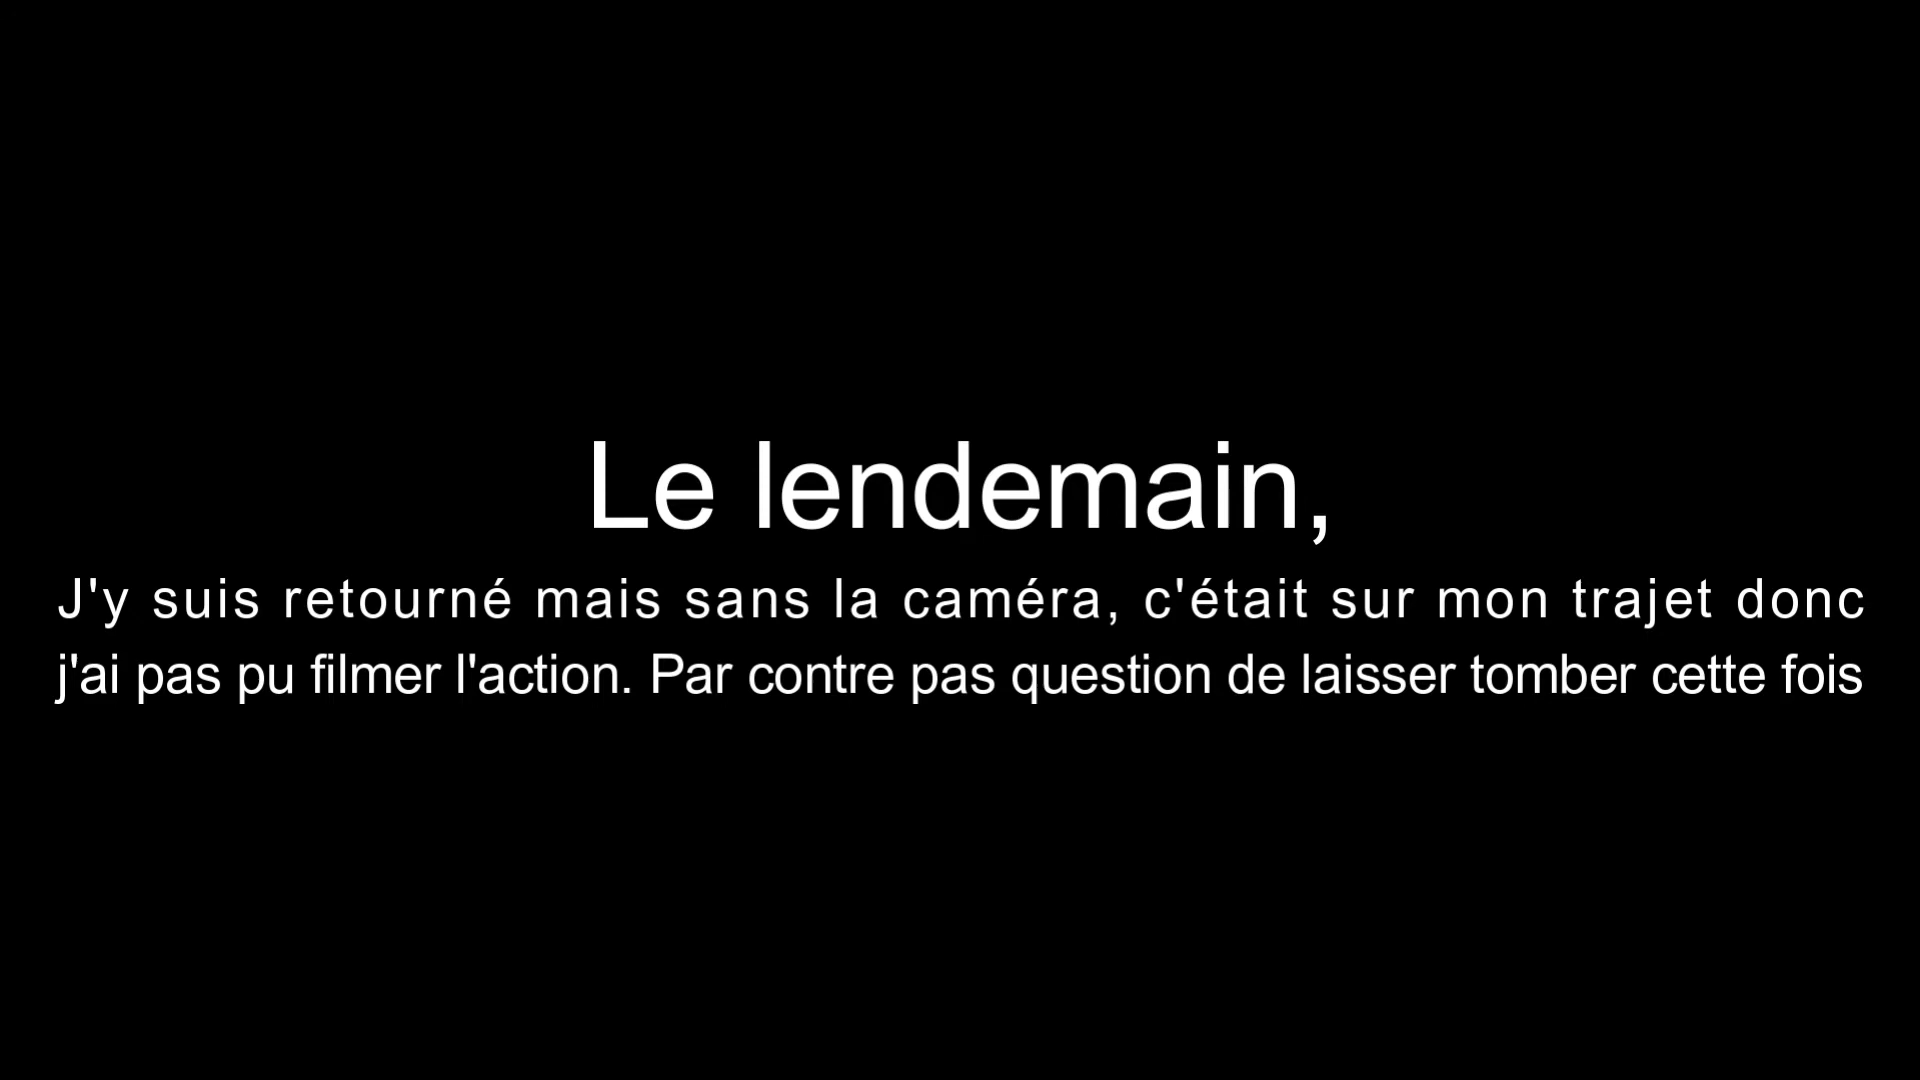 Le lendemain,
J'y suis retourné mais sans la caméra, c'était sur mon trajet donc
j'ai pas pu filmer l'action. Par contre pas question de laisser tomber cette fois